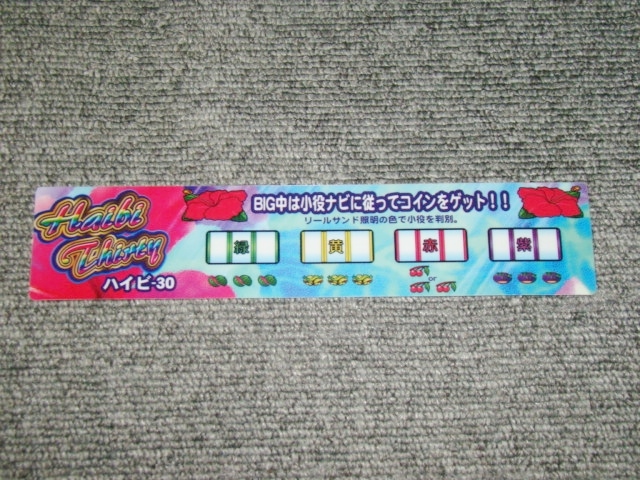 Haibi
Thirty
ハイビ-30
BIG中は小役ナビに従ってコインをゲット!!
リールサンド照明の色で小役を判別。
緑 黄 赤 紫
or